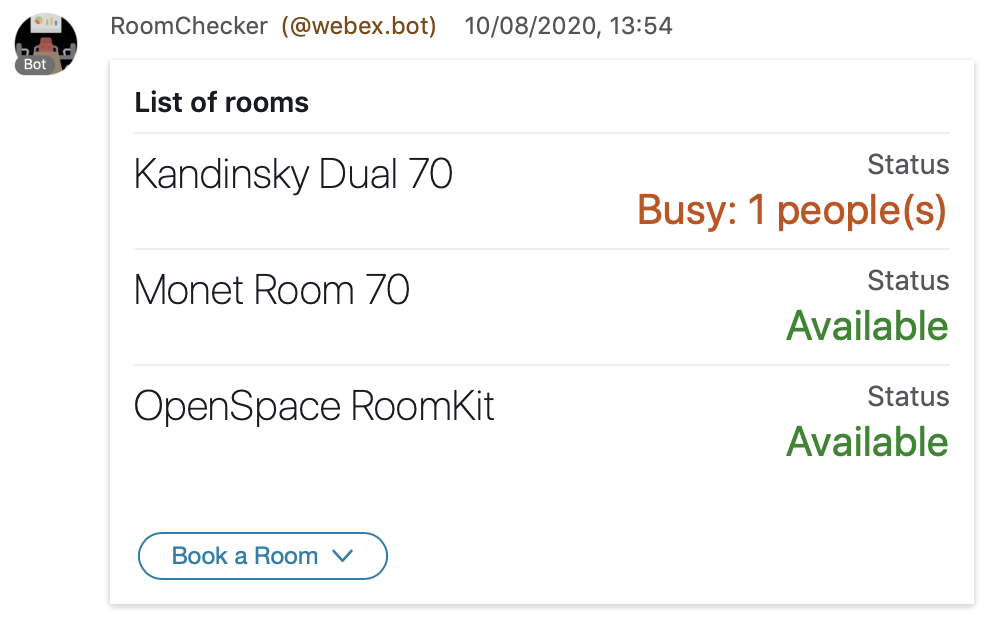 RoomChecker (@webex.bot) 10/08/2020, 13:54
Bot
List of rooms
Kandinsky Dual 70
Status
Busy: 1 people(s)
Monet Room 70
Status
Available
OpenSpace RoomKit
Status
Available
Book a Room